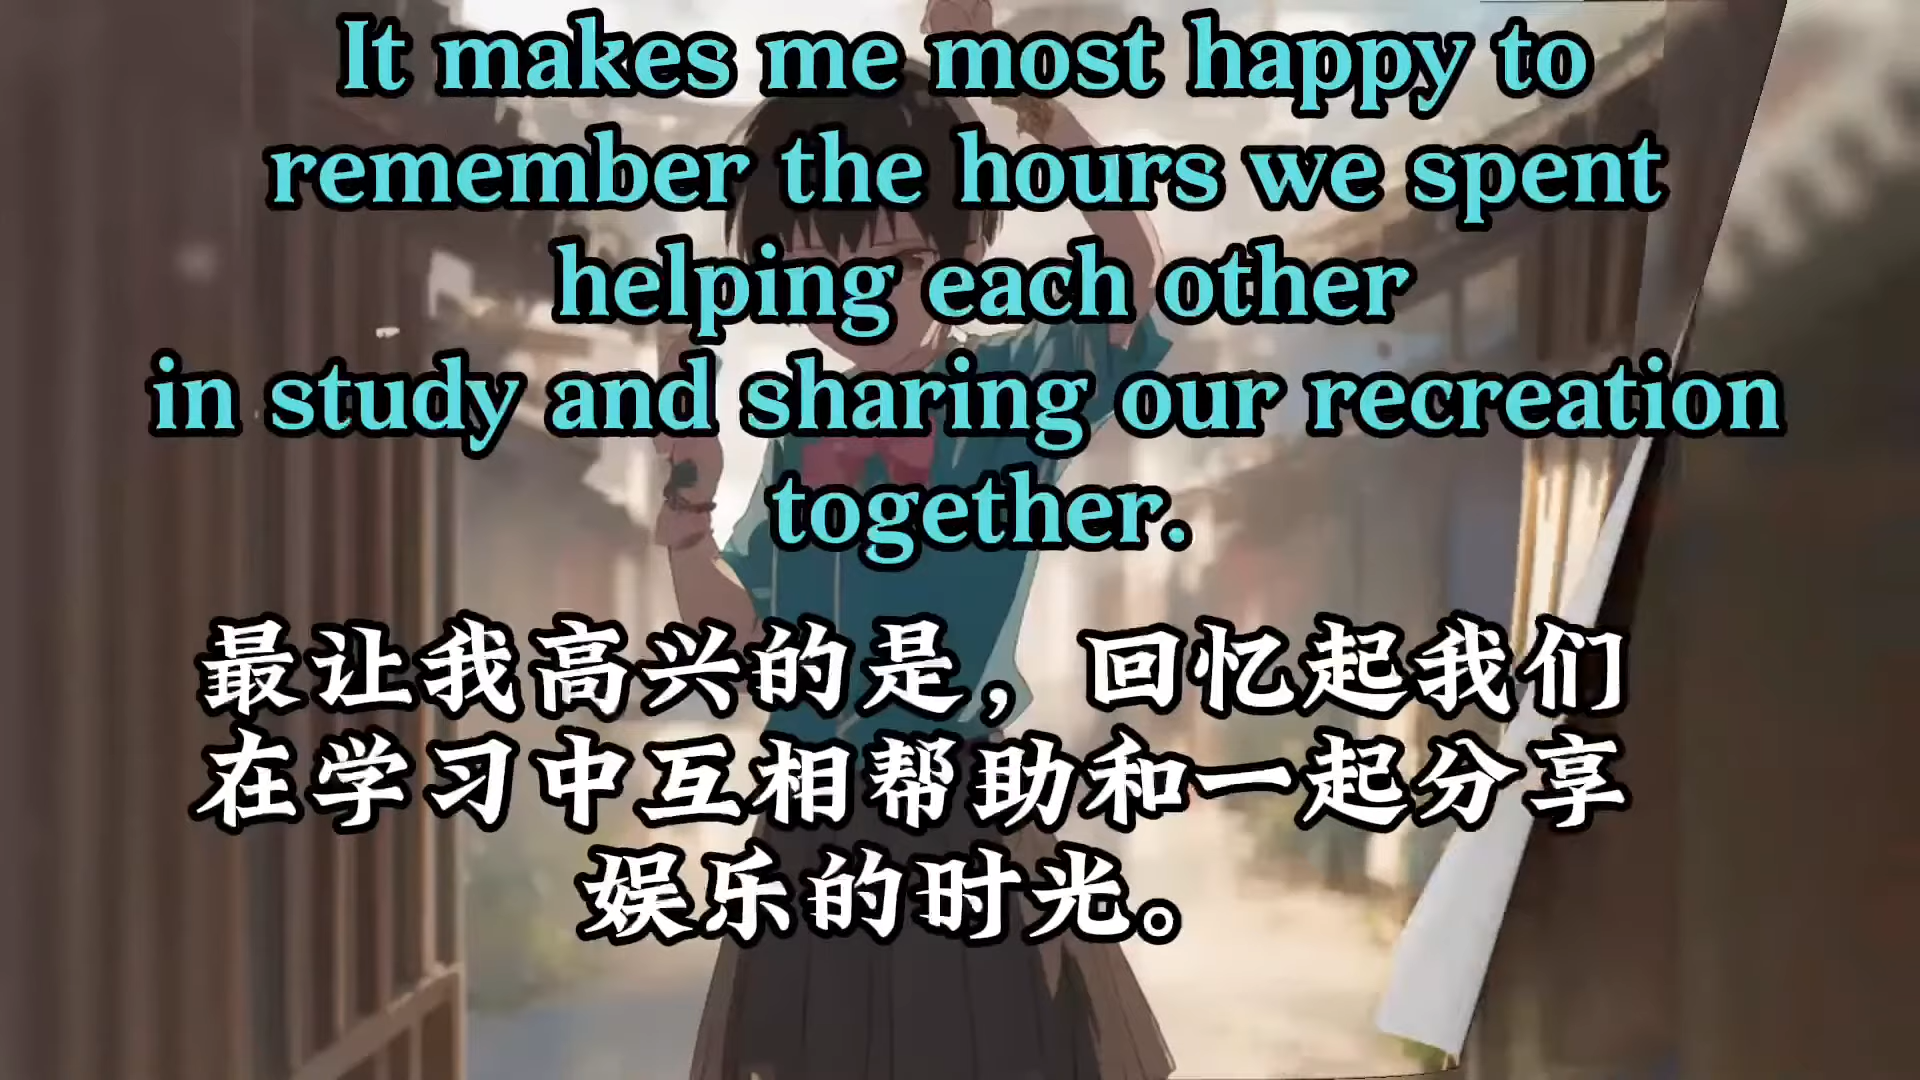 It makes me most happy to
remember the hours we spent
helping each other
in study and sharing our recreation
together.
最让我高兴的是，回忆起我们
在学习中互相帮助和一起分享
娱乐的时光。